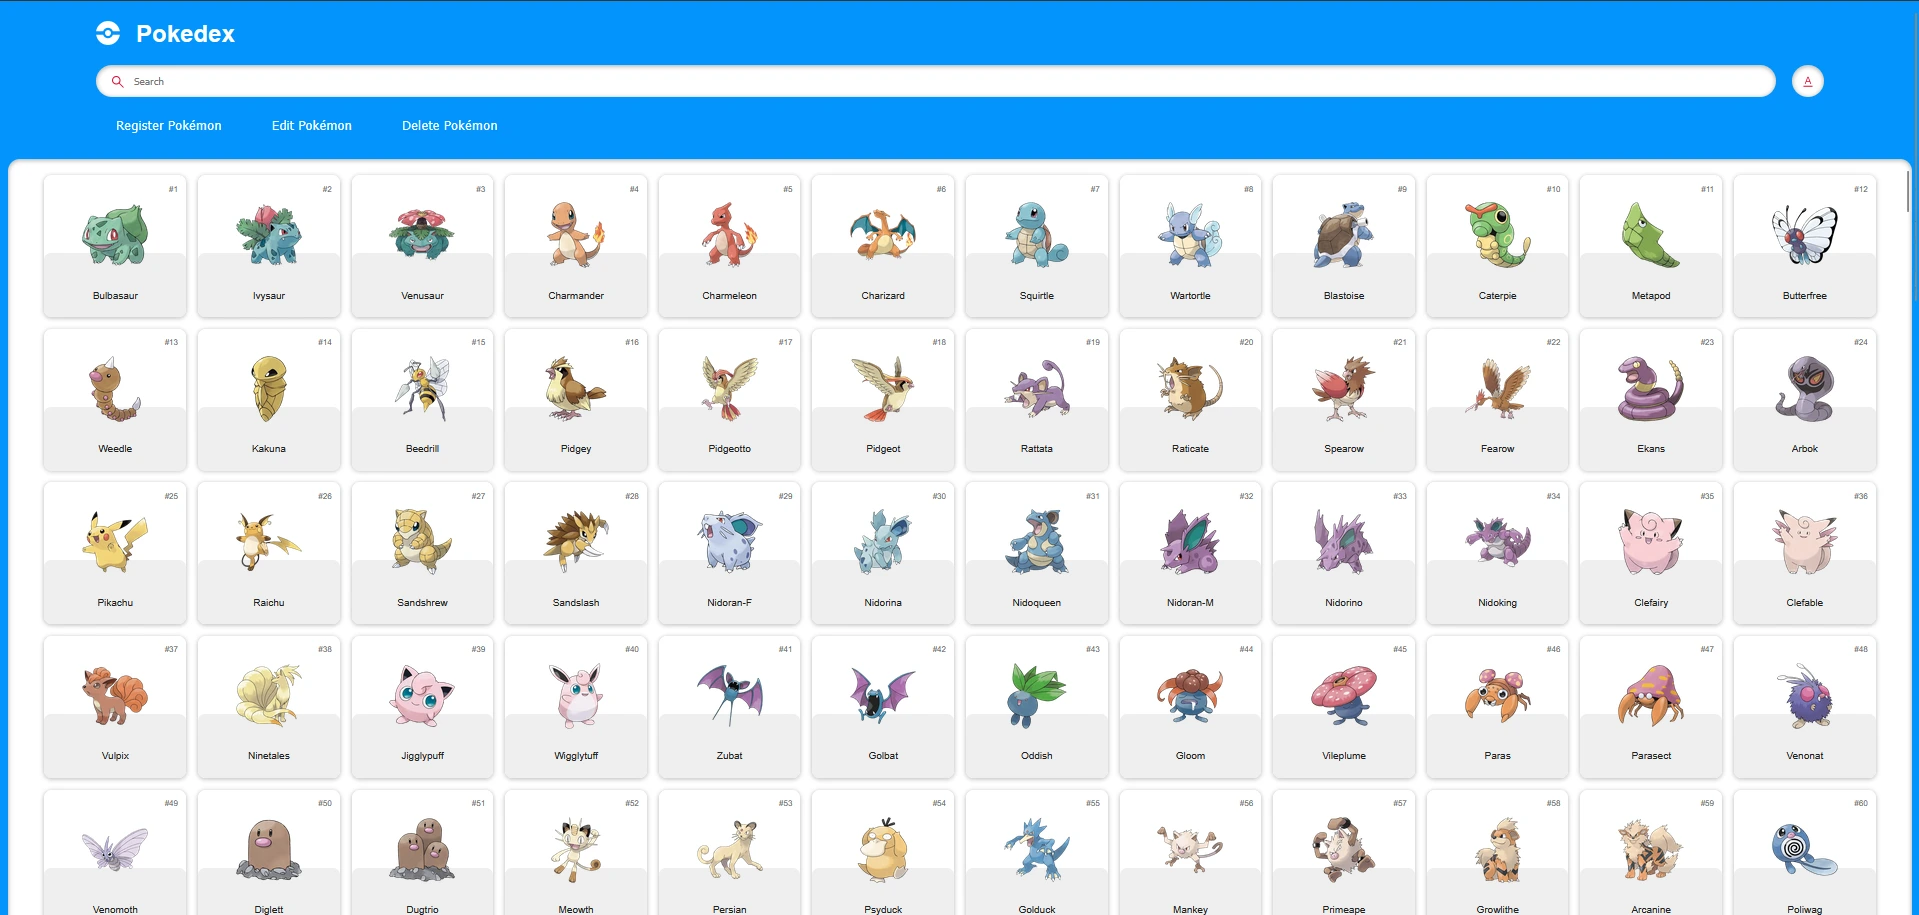 Pokedex
Search
A
Register Pokémon Edit Pokémon Delete Pokémon
#1 #2 #3 #4 #5 #6 #7 #8 #9 #10 #11 #12
Bulbasaur Ivysaur Venusaur Charmander Charmeleon Charizard Squirtle Wartortle Blastoise Caterpie Metapod Butterfree
#13 #14 #15 #16 #17 #18 #19 #20 #21 #22 #23 #24
Weedle Kakuna Beedrill Pidgey Pidgeotto Pidgeot Rattata Raticate Spearow Fearow Ekans Arbok
#25 #26 #27 #28 #29 #30 #31 #32 #33 #34 #35 #36
Pikachu Raichu Sandshrew Sandslash Nidoran-F Nidorina Nidoqueen Nidoran-M Nidorino Nidoking Clefairy Clefable
#37 #38 #39 #40 #41 #42 #43 #44 #45 #46 #47 #48
Vulpix Ninetales Jigglypuff Wigglytuff Zubat Golbat Oddish Gloom Vileplume Paras Parasect Venonat
#49 #50 #51 #52 #53 #54 #55 #56 #57 #58 #59 #60
Venomoth Diglett Dugtrio Meowth Persian Psyduck Golduck Mankey Primeape Growlithe Arcanine Poliwag